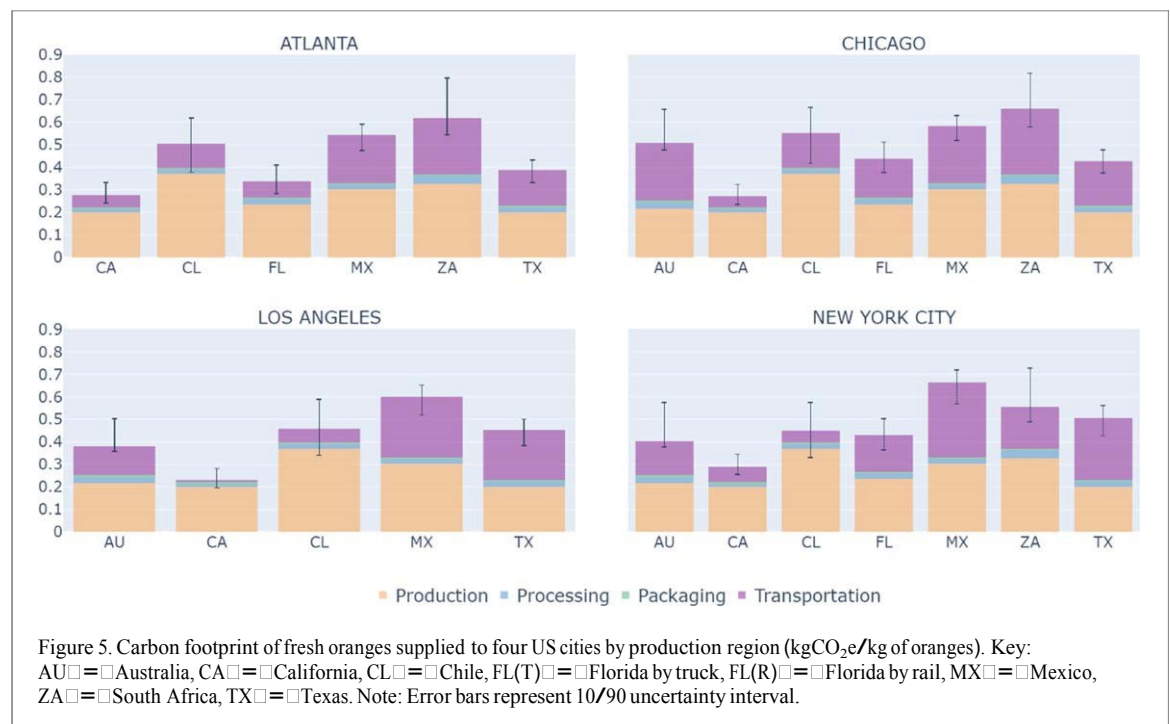 ATLANTA
0.9
0.8
0.7
0.6
0.5
0.4
0.3
0.2
0.1
0
CA CL FL MX ZA TX
CHICAGO
AU CA CL FL MX ZA TX
LOS ANGELES
0.9
0.8
0.7
0.6
0.5
0.4
0.3
0.2
0.1
0
AU CA CL MX TX
NEW YORK CITY
AU CA CL FL MX ZA TX
Production Processing Packaging Transportation
Figure 5. Carbon footprint of fresh oranges supplied to four US cities by production region (kgCO₂e/kg of oranges). Key:
AU□=□Australia, CA□=□California, CL□=□Chile, FL(T)□=□Florida by truck, FL(R)□=□Florida by rail, MX□=□Mexico,
ZA□=□South Africa, TX□=□Texas. Note: Error bars represent 10/90 uncertainty interval.